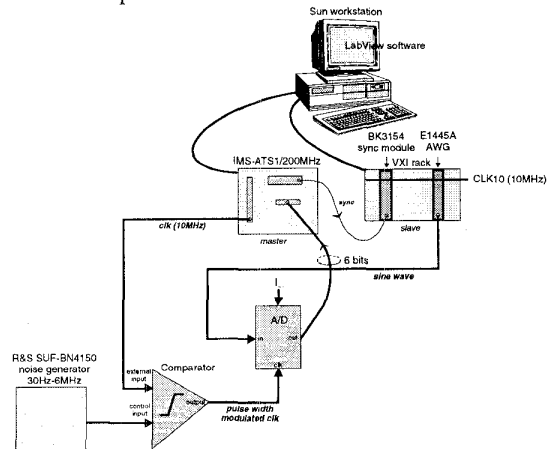 Sun workstation
LabView software
BK3154
sync module
E1445A
AWG
IMS-ATS1/200MHz
VXI rack
CLK10 (10MHz)
sync
clk (10MHz)
master
slave
6 bits
sine wave
A/D
in
out
clk
R&S SUF-BN4150
noise generator
30Hz-6MHz
Comparator
external
input
control
input
output
pulse width
modulated clk